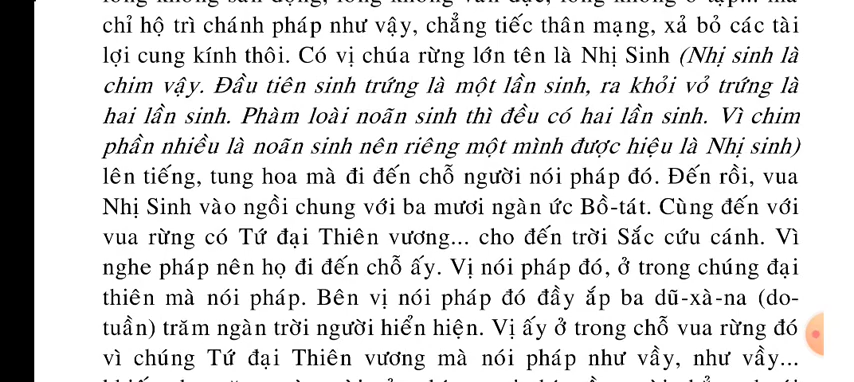 chỉ hộ trì chánh pháp như vậy, chẳng tiếc thân mạng, xả bỏ các tài
lợi cung kính thôi. Có vị chúa rừng lớn tên là Nhị Sinh (Nhị sinh là
chim vậy. Đầu tiên sinh trứng là một lần sinh, ra khỏi vỏ trứng là
hai lần sinh. Phàm loài noãn sinh thì đều có hai lần sinh. Vì chim
phần nhiều là noãn sinh nên riêng một mình được hiệu là Nhị sinh)
lên tiếng, tung hoa mà đi đến chỗ người nói pháp đó. Đến rồi, vua
Nhị Sinh vào ngồi chung với ba mươi ngàn ức Bồ-tát. Cùng đến với
vua rừng có Tứ đại Thiên vương... cho đến trời Sắc cứu cánh. Vì
nghe pháp nên họ đi đến chỗ ấy. Vị nói pháp đó, ở trong chúng đại
thiên mà nói pháp. Bên vị nói pháp đó đầy ắp ba dũ-xà-na (do-
tuần) trăm ngàn trời người hiển hiện. Vị ấy ở trong chỗ vua rừng đó
vì chúng Tứ đại Thiên vương mà nói pháp như vầy, như vầy...